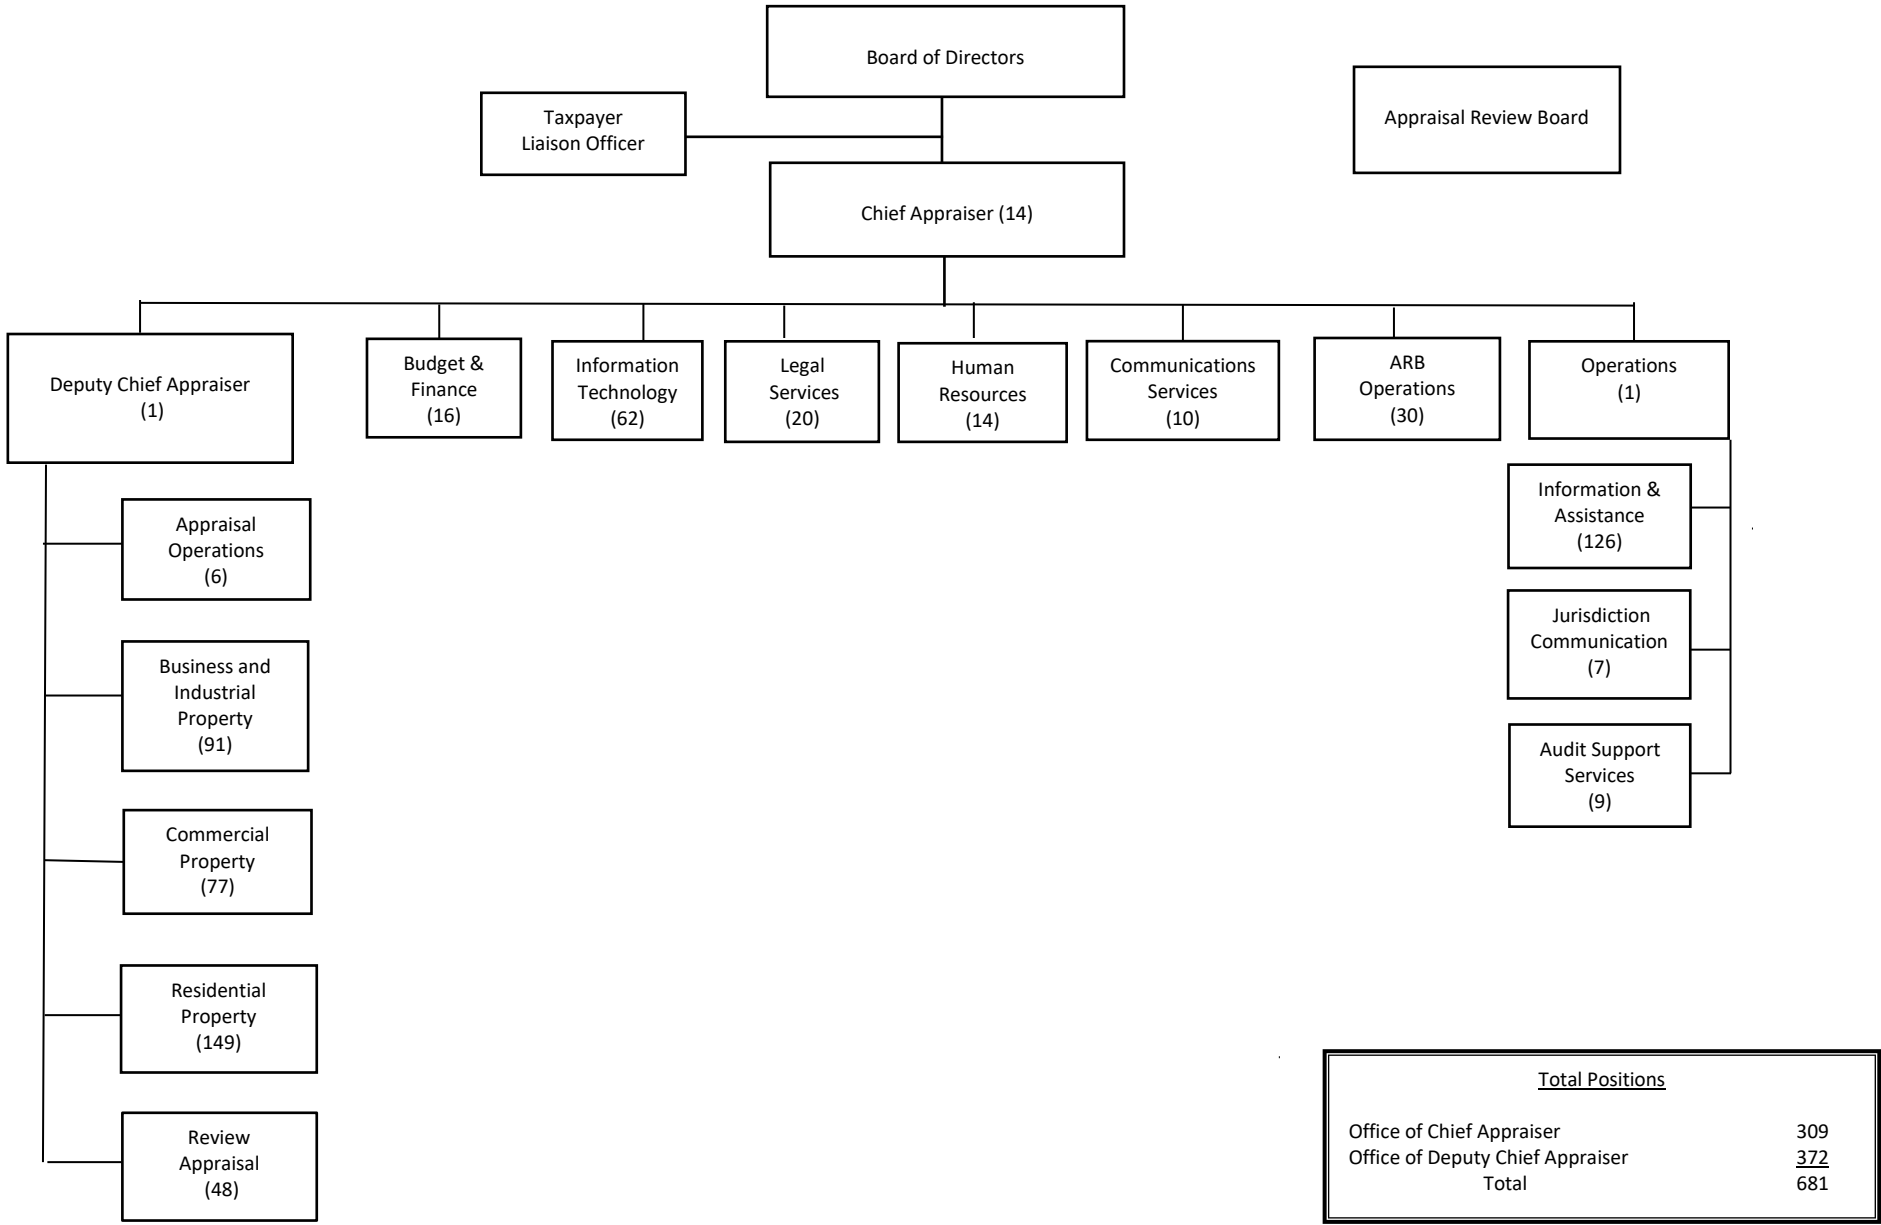 Board of Directors
Taxpayer
Liaison Officer
Appraisal Review Board
Chief Appraiser (14)
Deputy Chief Appraiser
(1)
Budget &
Finance
(16)
Information
Technology
(62)
Legal
Services
(20)
Human
Resources
(14)
Communications
Services
(10)
ARB
Operations
(30)
Operations
(1)
Appraisal
Operations
(6)
Business and
Industrial
Property
(91)
Commercial
Property
(77)
Residential
Property
(149)
Review
Appraisal
(48)
Information &
Assistance
(126)
Jurisdiction
Communication
(7)
Audit Support
Services
(9)
Total Positions
Office of Chief Appraiser 309
Office of Deputy Chief Appraiser 372
Total 681